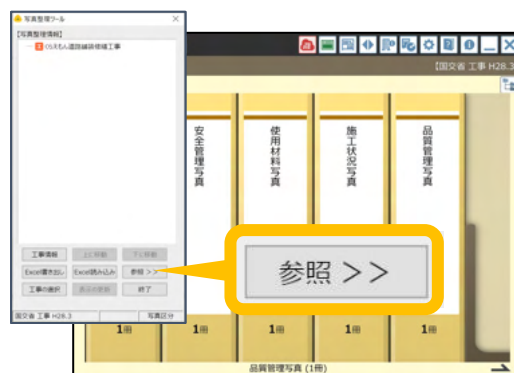 写真整理ツール
【写真整理情報】
CSえもん道路舗装修繕工事
工事情報
上に移動
下に移動
Excel書き出し
Excel読み込み
参照 >>
工事の選択
表示の更新
終了
国交省 工事 H28.3
写真区分
【国交省 工事 H28.3
安全管理写真
使用材料写真
施工状況写真
品質管理写真
参照 >>
1冊
1冊
1冊
1冊
1冊
品質管理写真 (1冊)